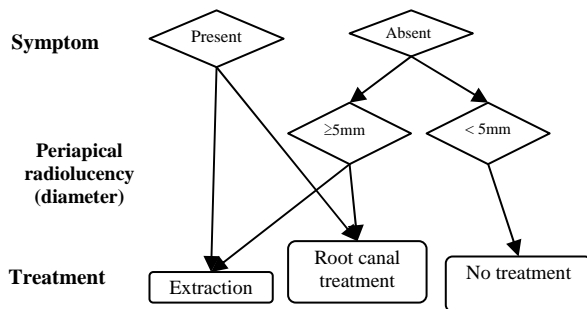 Symptom
Present
Absent
Periapical
radiolucency
(diameter)
≥5mm
< 5mm
Treatment
Extraction
Root canal
treatment
No treatment